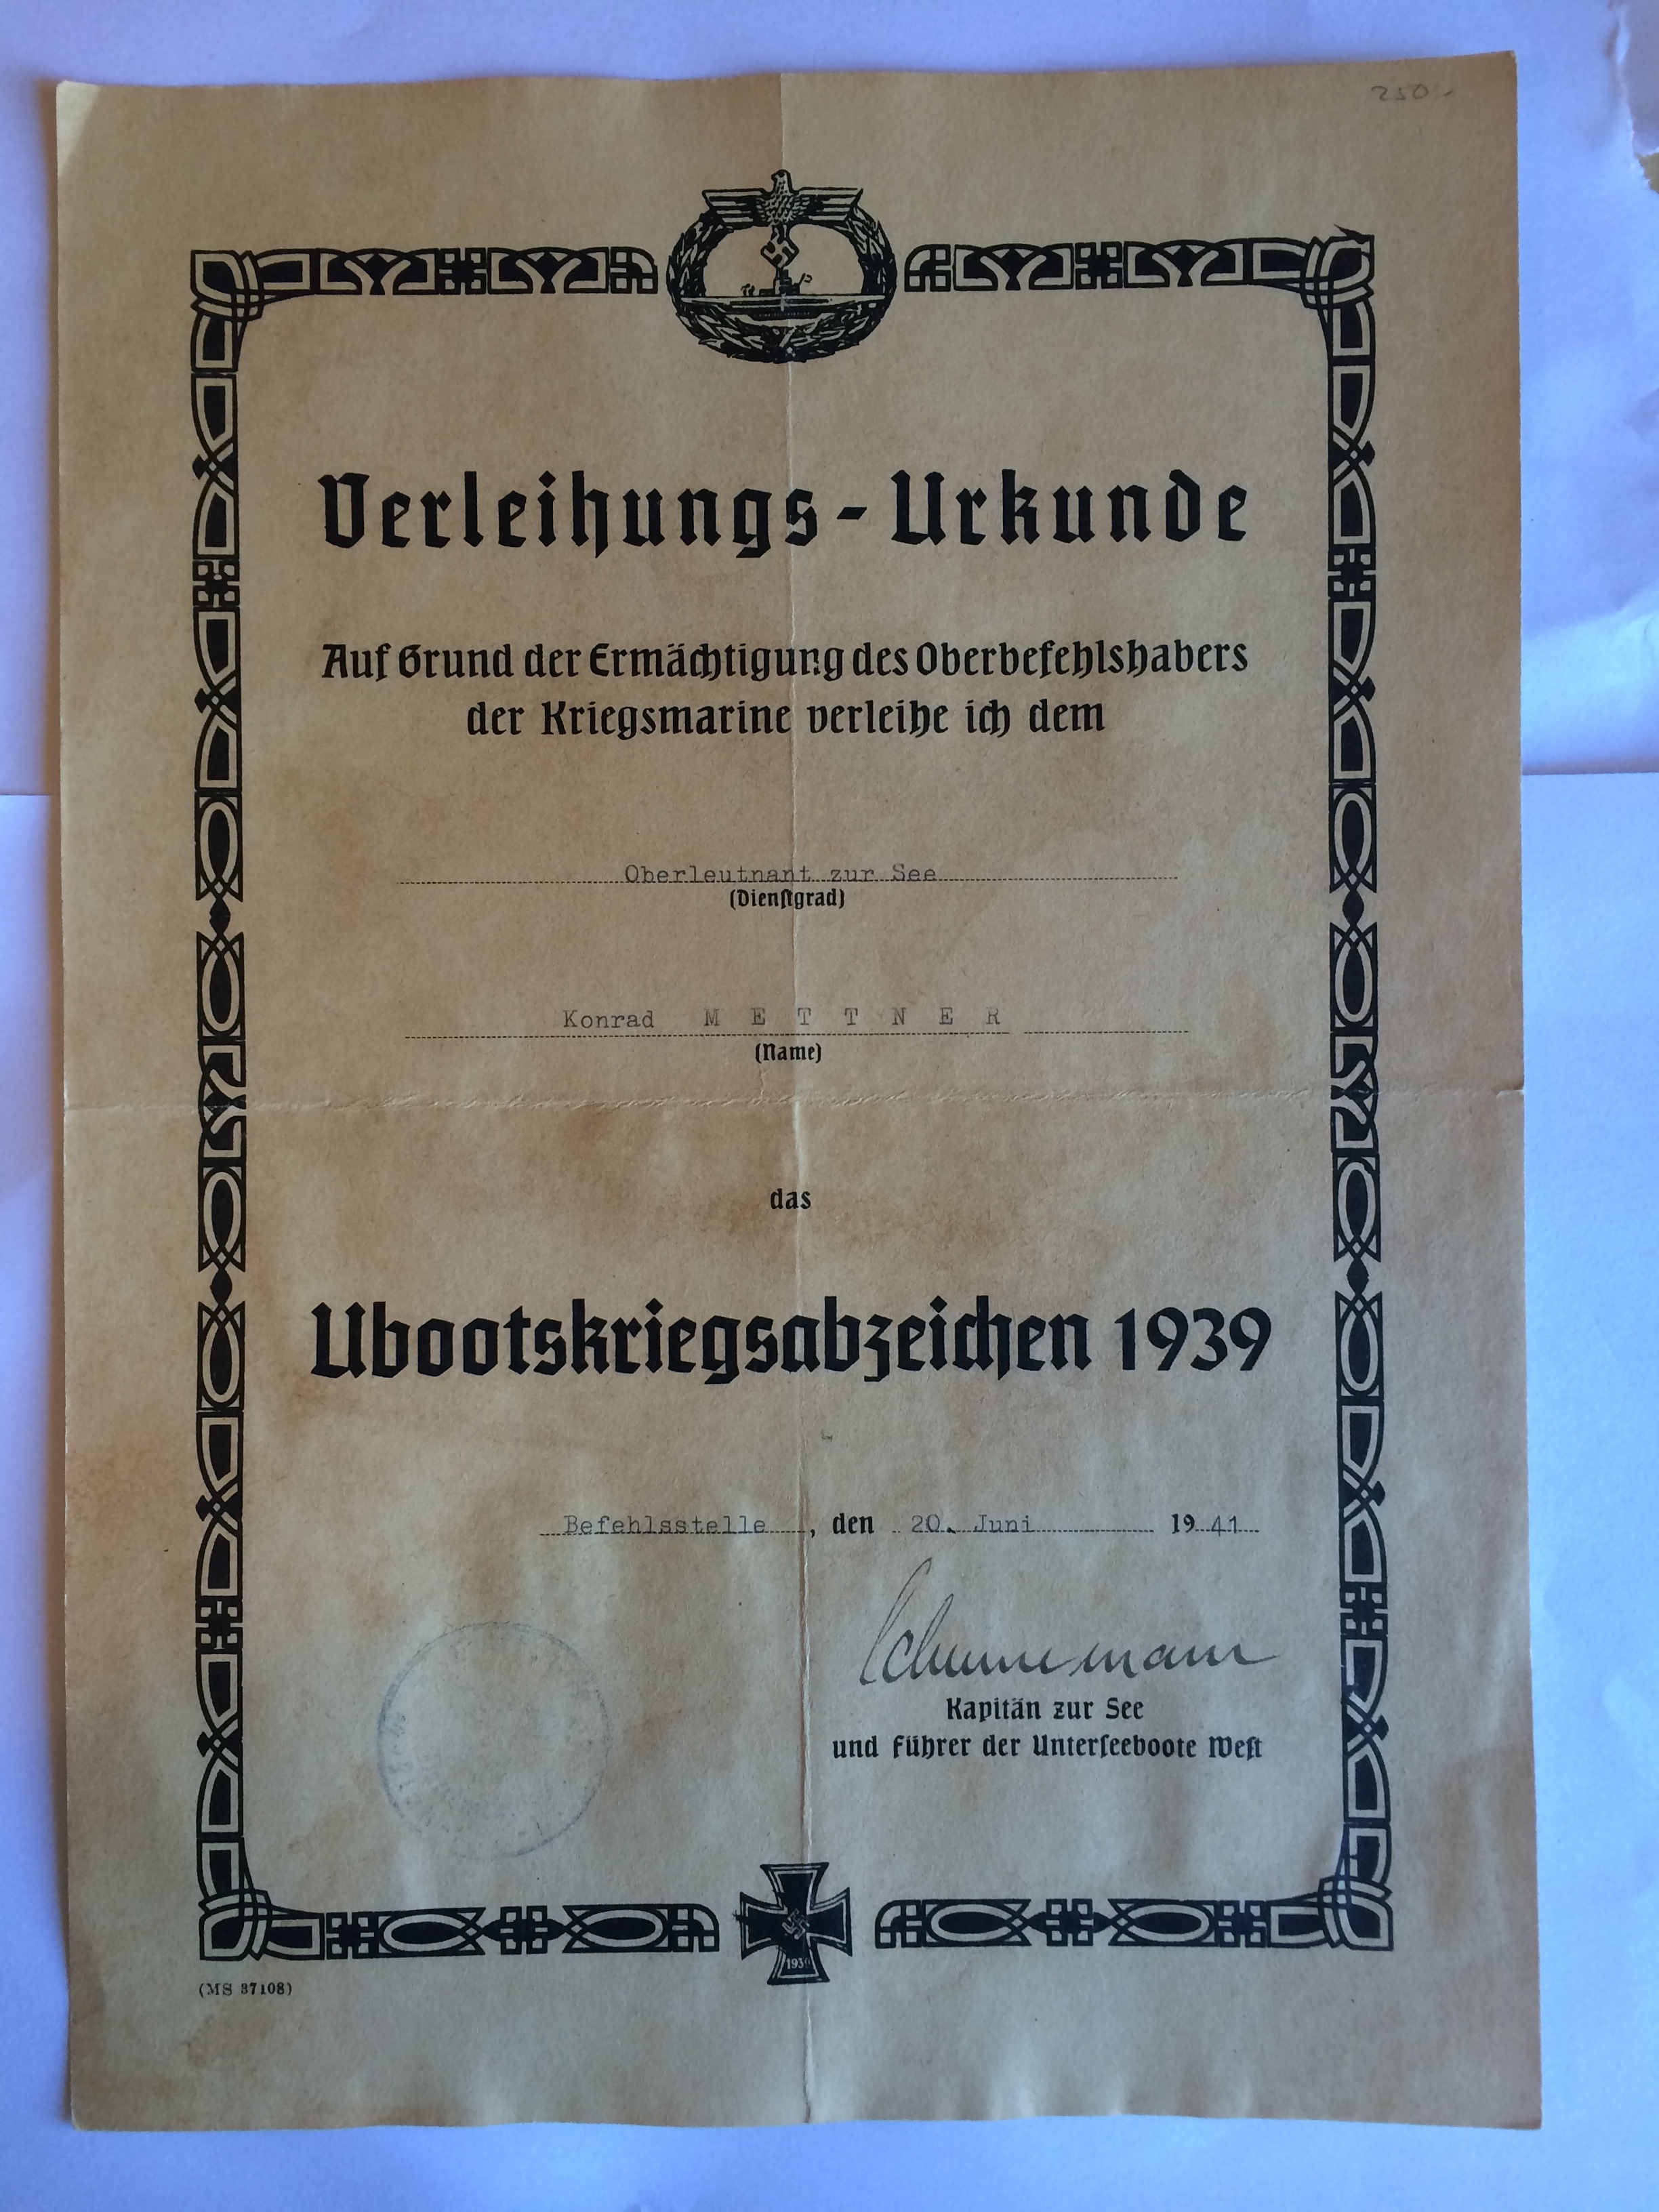 250.-
Verleihungs-Urkunde
Auf Grund der Ermächtigung des Oberbefehlshabers
der Kriegsmarine verleihe ich dem
Oberleutnant zur See
(Dienstgrad)
Konrad METTNER
(Name)
das
Ubootskriegsabzeichen 1939
Befehlsstelle, den 20. Juni 1941
Kapitän zur See
und Führer der Unterseeboote West
1939
(MS 37108)